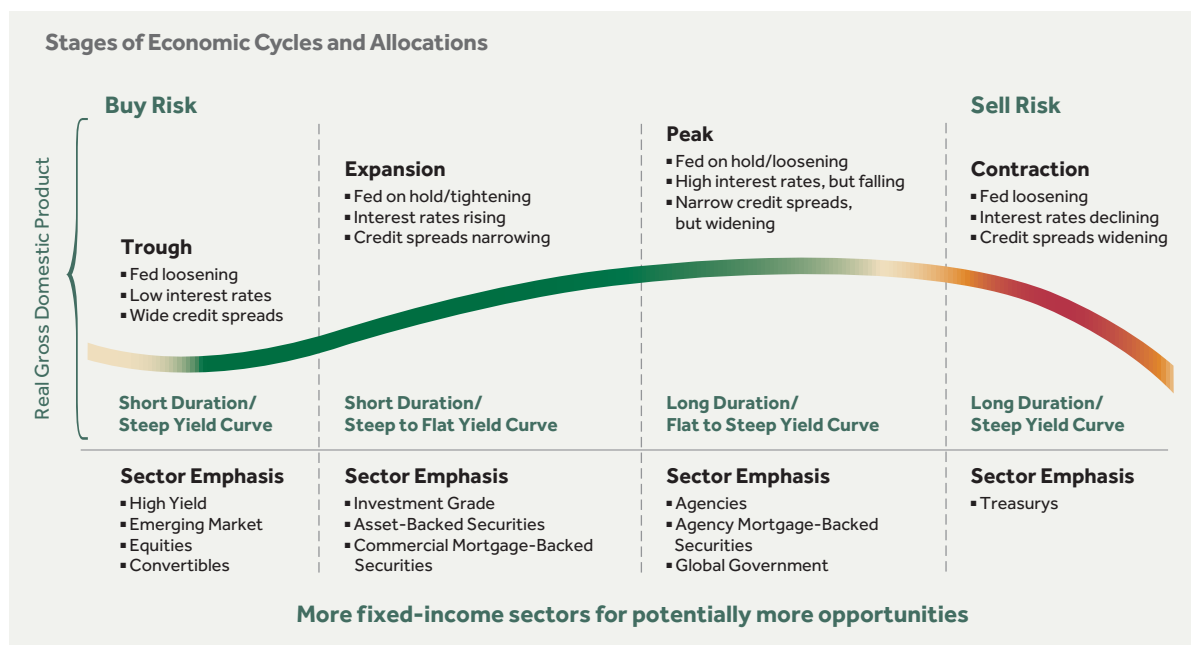 Stages of Economic Cycles and Allocations
Buy Risk
Sell Risk
Real Gross Domestic Product
Trough
▪ Fed loosening
▪ Low interest rates
▪ Wide credit spreads
Expansion
▪ Fed on hold/tightening
▪ Interest rates rising
▪ Credit spreads narrowing
Peak
▪ Fed on hold/loosening
▪ High interest rates, but falling
▪ Narrow credit spreads,
but widening
Contraction
▪ Fed loosening
▪ Interest rates declining
▪ Credit spreads widening
Short Duration/
Steep Yield Curve
Short Duration/
Steep to Flat Yield Curve
Long Duration/
Flat to Steep Yield Curve
Long Duration/
Steep Yield Curve
Sector Emphasis
▪ High Yield
▪ Emerging Market
▪ Equities
▪ Convertibles
Sector Emphasis
▪ Investment Grade
▪ Asset-Backed Securities
▪ Commercial Mortgage-Backed
Securities
Sector Emphasis
▪ Agencies
▪ Agency Mortgage-Backed
Securities
▪ Global Government
Sector Emphasis
▪ Treasurys
More fixed-income sectors for potentially more opportunities